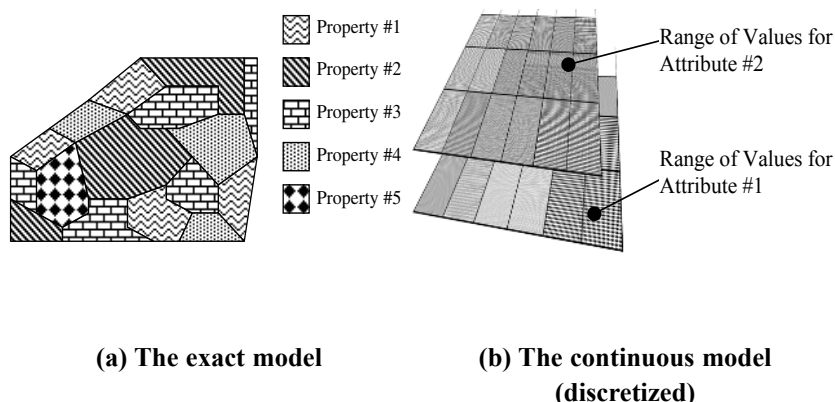 Property #1
Property #2
Property #3
Property #4
Property #5
Range of Values for
Attribute #2
Range of Values for
Attribute #1
(a) The exact model
(b) The continuous model
(discretized)